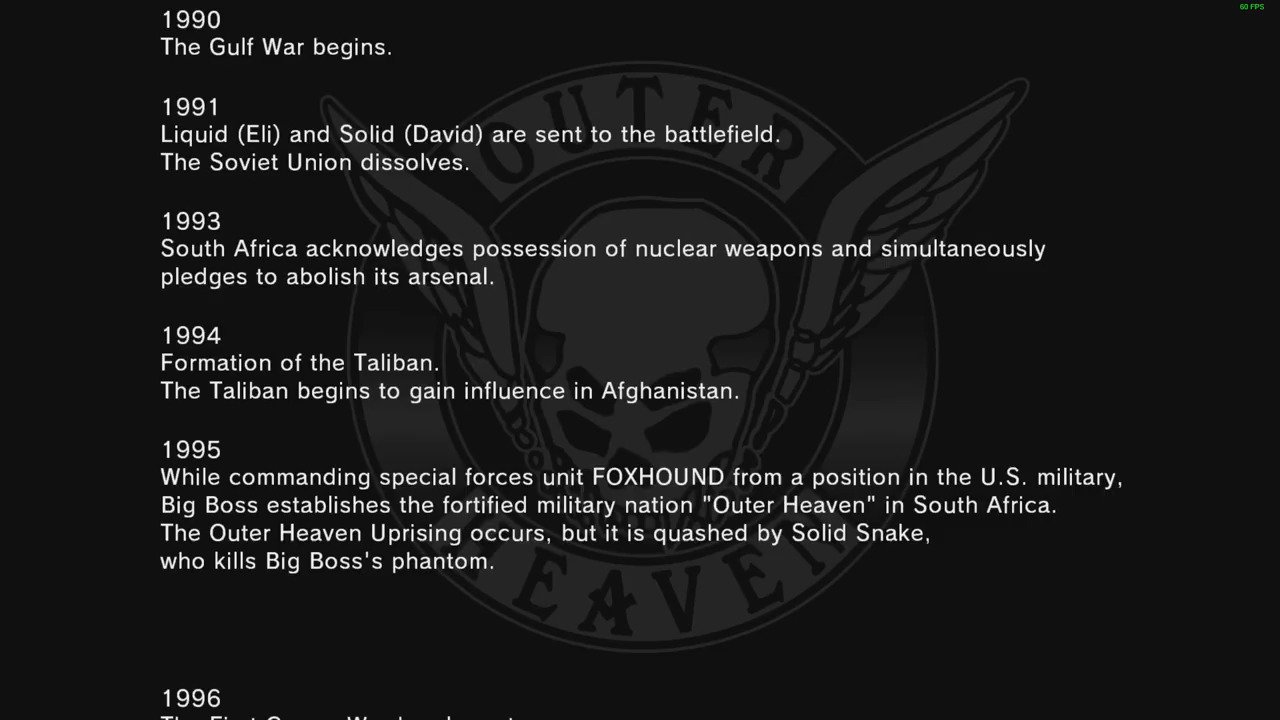 60 FPS
1990
The Gulf War begins.
1991
Liquid (Eli) and Solid (David) are sent to the battlefield.
The Soviet Union dissolves.
1993
South Africa acknowledges possession of nuclear weapons and simultaneously
pledges to abolish its arsenal.
1994
Formation of the Taliban.
The Taliban begins to gain influence in Afghanistan.
1995
While commanding special forces unit FOXHOUND from a position in the U.S. military,
Big Boss establishes the fortified military nation "Outer Heaven" in South Africa.
The Outer Heaven Uprising occurs, but it is quashed by Solid Snake,
who kills Big Boss's phantom.
1996
OUTER
HEAVEN